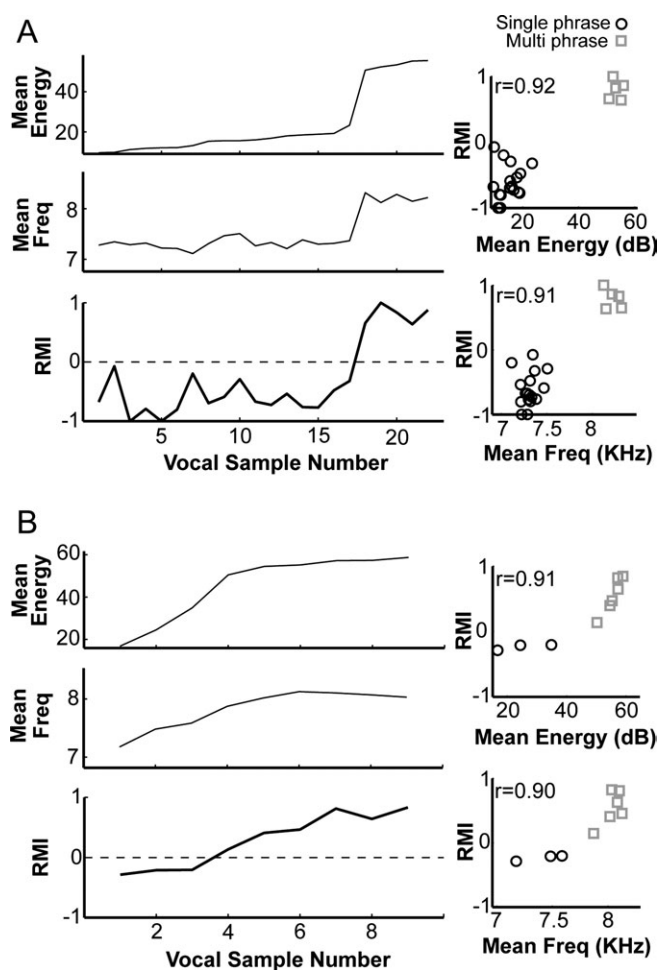 A
Single phrase
Multi phrase
Mean Energy
40
20
Mean Freq
8
7
RMI
1
0
-1
5
10
15
20
Vocal Sample Number
r=0.92
RMI
1
0
-1
20
40
60
Mean Energy (dB)
r=0.91
RMI
1
0
-1
7
7.5
8
Mean Freq (KHz)
B
Mean Energy
60
40
20
Mean Freq
8
7
RMI
1
0
-1
2
4
6
8
Vocal Sample Number
r=0.91
RMI
1
0
-1
20
40
60
Mean Energy (dB)
r=0.90
RMI
1
0
-1
7
7.5
8
Mean Freq (KHz)